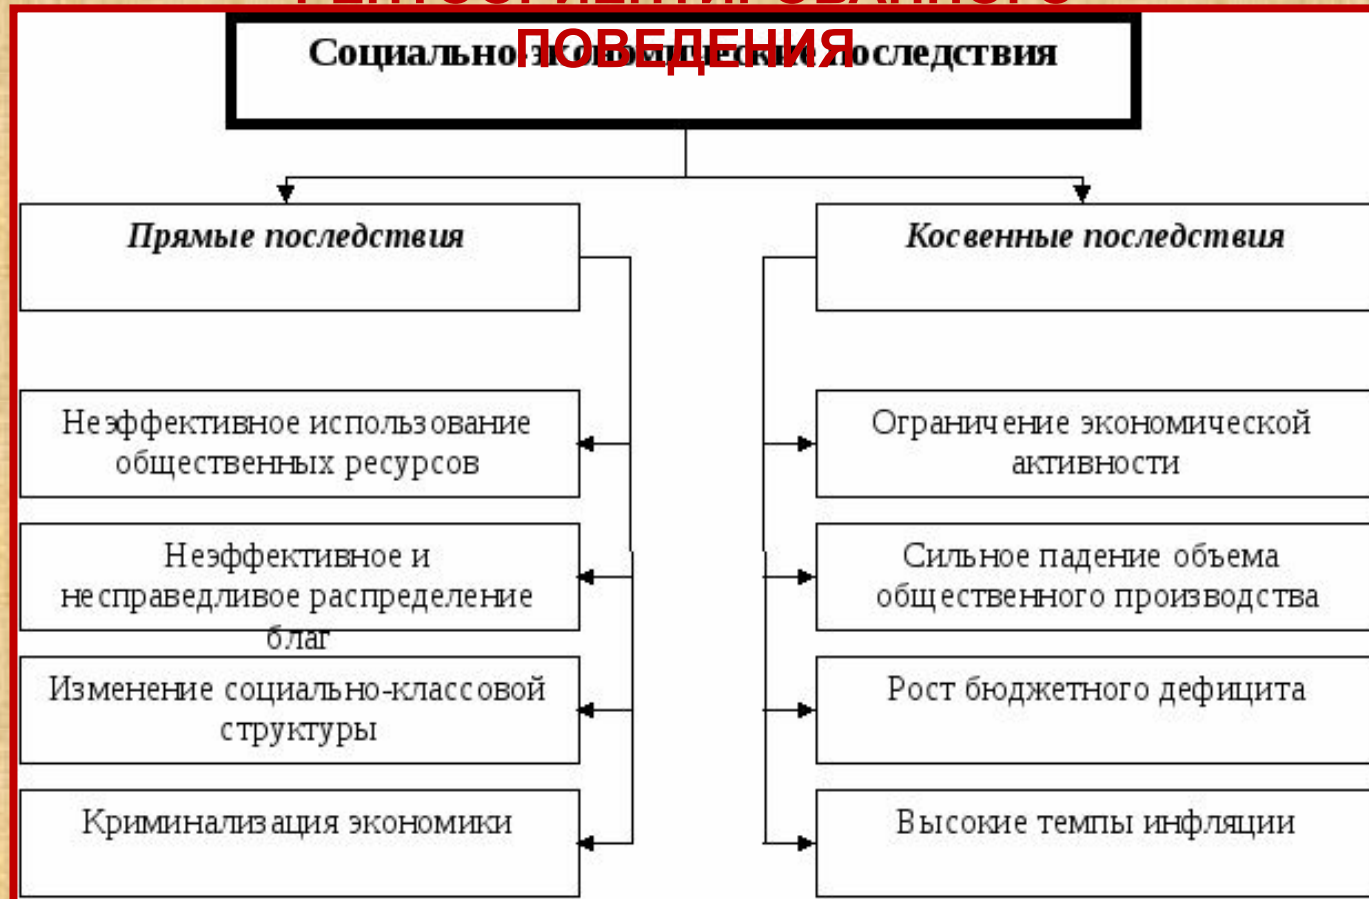 РЕНТООРИЕНТИРОВАННОГО
ПОВЕДЕНИЯ
Социально-экономические последствия
Прямые последствия
Неэффективное использование
общественных ресурсов
Неэффективное и
несправедливое распределение
благ
Изменение социально-классовой
структуры
Криминализация экономики
Косвенные последствия
Ограничение экономической
активности
Сильное падение объема
общественного производства
Рост бюджетного дефицита
Высокие темпы инфляции